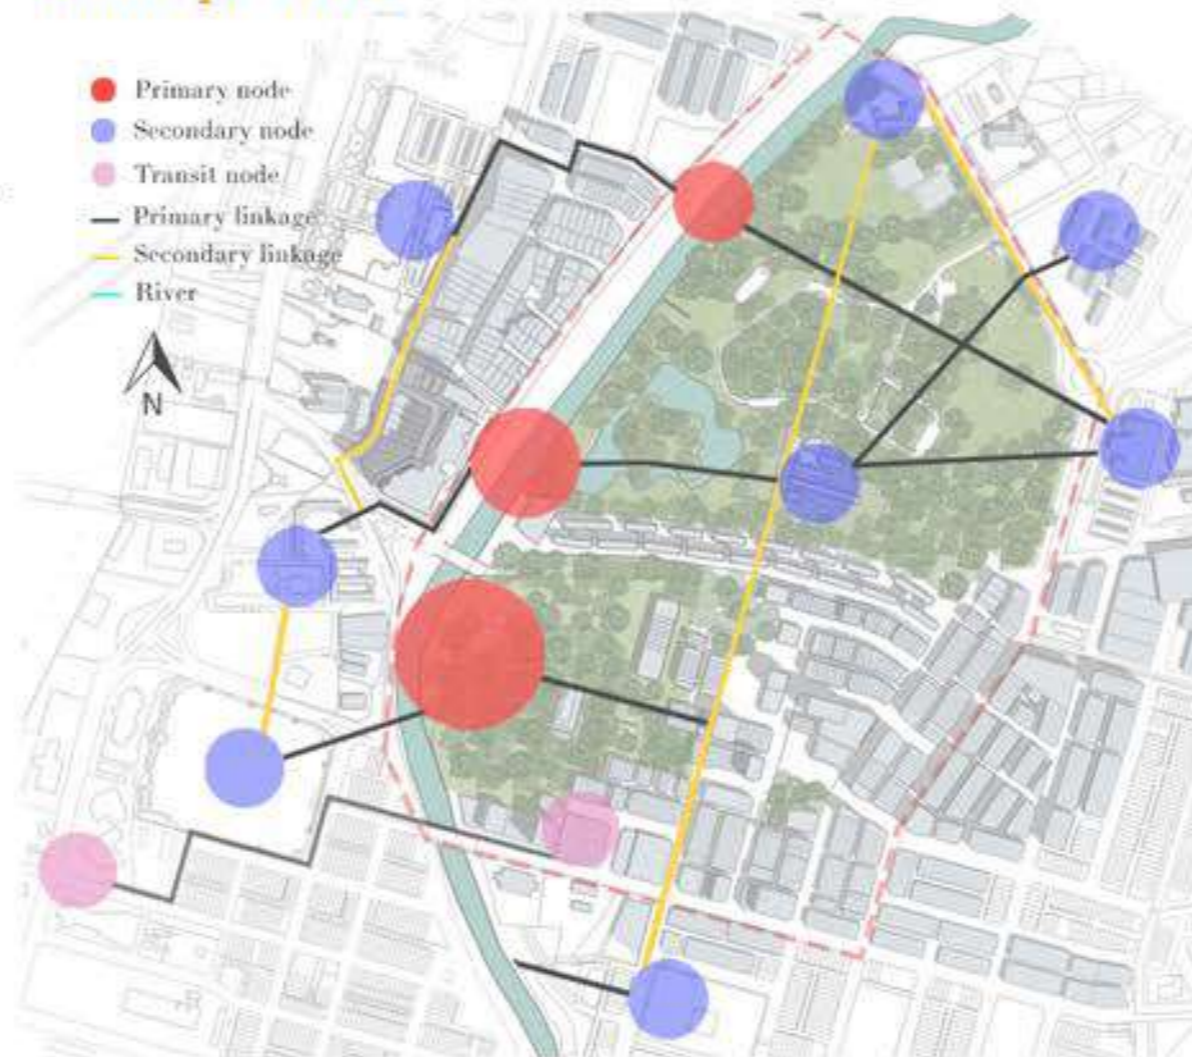 Primary node
Secondary node
Transit node
Primary linkage
Secondary linkage
River
N